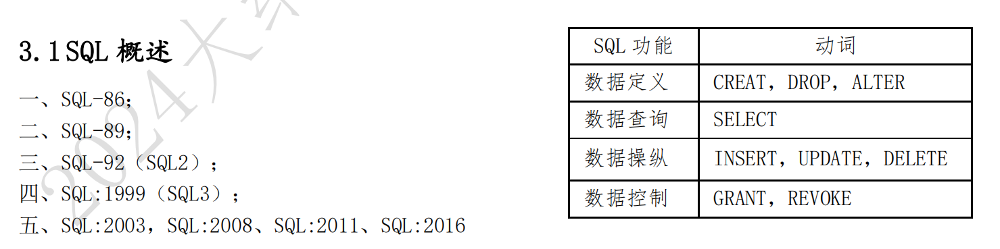 3.1 SQL 概述
一、SQL-86；
二、SQL-89；
三、SQL-92（SQL2）；
四、SQL:1999（SQL3）；
五、SQL:2003，SQL:2008、SQL:2011、SQL:2016
SQL 功能 动词
数据定义 CREAT，DROP，ALTER
数据查询 SELECT
数据操纵 INSERT，UPDATE，DELETE
数据控制 GRANT，REVOKE
2024大